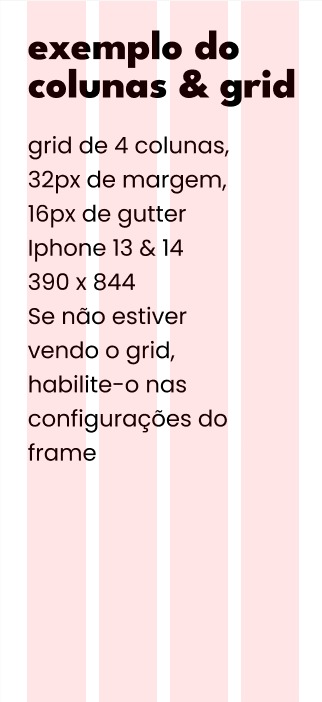 exemplo do
colunas & grid
grid de 4 colunas,
32px de margem,
16px de gutter
Iphone 13 & 14
390 x 844
Se não estiver
vendo o grid,
habilite-o nas
configurações do
frame